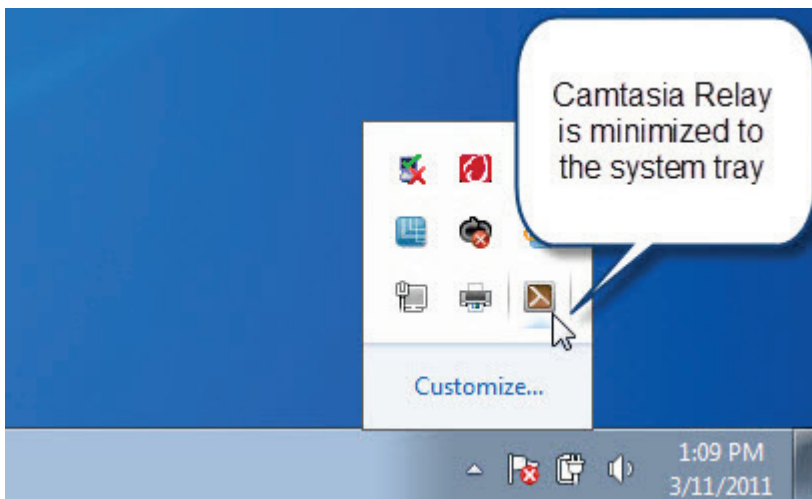 Camtasia Relay
is minimized to
the system tray
Customize...
1:09 PM
3/11/2011